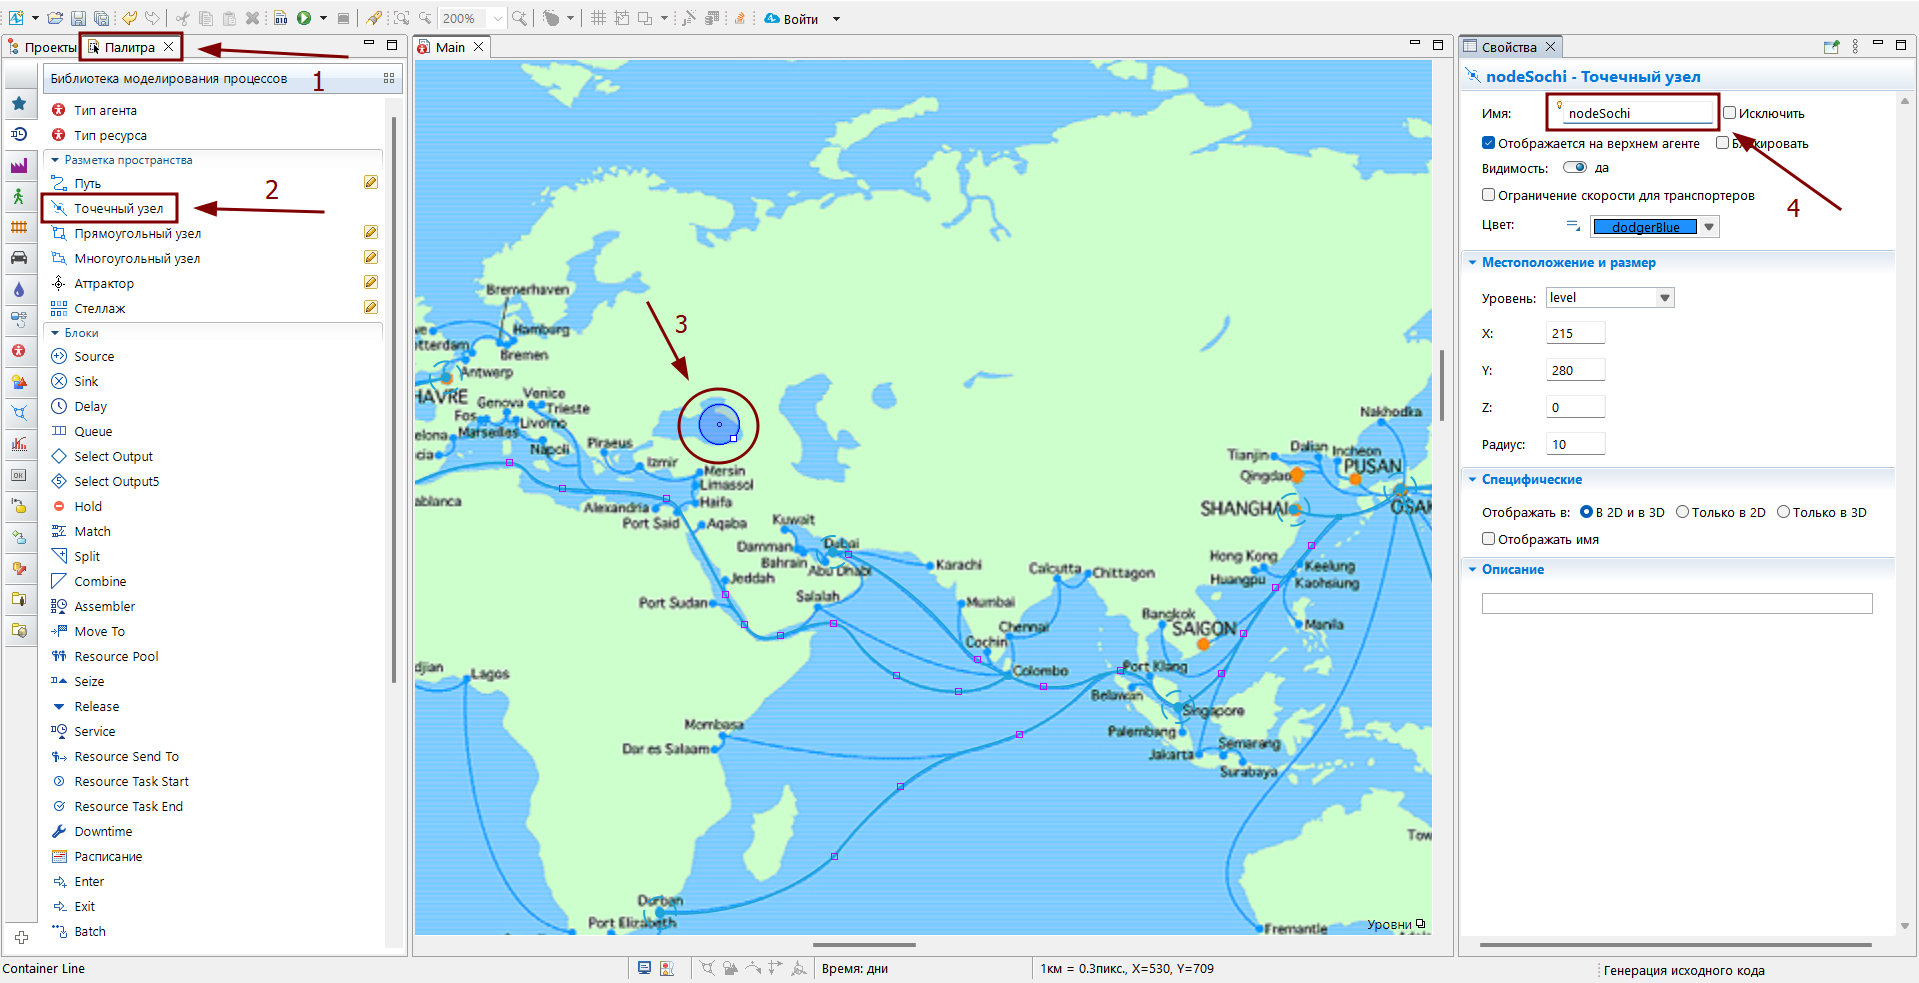 200%
Войти
Проекты
Палитра
1
Библиотека моделирования процессов
Тип агента
Тип ресурса
Разметка пространства
Путь
2
Точечный узел
Прямоугольный узел
Многоугольный узел
Аттрактор
Стеллаж
Блоки
Source
Sink
Delay
Queue
Select Output
Select Output5
Hold
Match
Split
Combine
Assembler
Move To
Resource Pool
Seize
Release
Service
Resource Send To
Resource Task Start
Resource Task End
Downtime
Расписание
Enter
Exit
Batch
Main
Bremerhaven
Hamburg
tterdam
Bremen
Antwerp
HAVRE
Venice
Genova
Trieste
Fos
Livorno
elona
Marseilles
Piraeus
Napoli
cia
Izmir
Mersin
Limassol
ablanca
Alexandria
Haifa
Port Said
Aqaba
Kuwait
Damman
Dubai
Bahrain
Abu Dhabi
Karachi
Jeddah
Port Sudan
Salalah
Mumbai
Calcutta
Chittagong
Chennai
Cochin
Colombo
djian
Lagos
Mombasa
Dar es Salaam
Durban
Port Elizabeth
3
Nakhodka
Dalian
Incheon
Tianjin
PUSAN
Qingdao
SHANGHAI
OSAK
Hong Kong
Keelung
Huangpu
Kaohsiung
Bangkok
SAIGON
Manila
Port Klang
Belawan
Singapore
Palembang
Jakarta
Semarang
Surabaya
Tow
Fremantle
Уровни
Свойства
nodeSochi - Точечный узел
Имя:
nodeSochi
Исключить
Отображается на верхнем агенте
Блокировать
Видимость:
да
Ограничение скорости для транспортеров
4
Цвет:
dodgerBlue
Местоположение и размер
Уровень:
level
X:
215
Y:
280
Z:
0
Радиус:
10
Специфические
Отображать в:
В 2D и в 3D
Только в 2D
Только в 3D
Отображать имя
Описание
Container Line
Время: дни
1км = 0.3пикс., X=530, Y=709
Генерация исходного кода